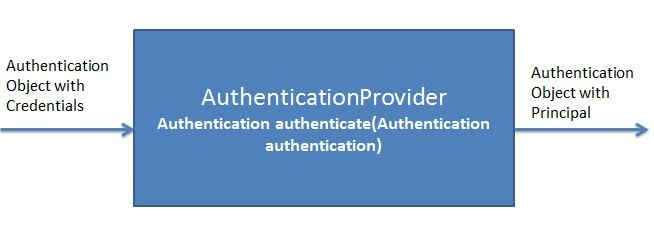 Authentication
Object with
Credentials
AuthenticationProvider
Authentication authenticate(Authentication
authentication)
Authentication
Object with
Principal